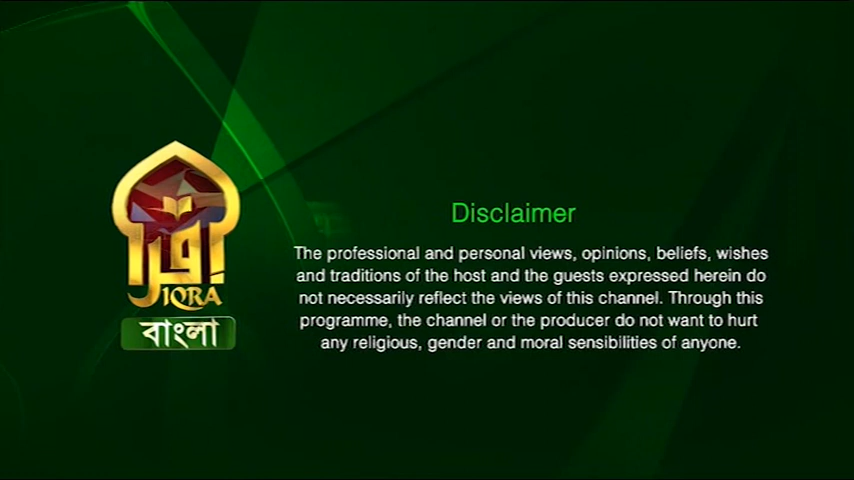 IQRA
বাংলা
Disclaimer
The professional and personal views, opinions, beliefs, wishes
and traditions of the host and the guests expressed herein do
not necessarily reflect the views of this channel. Through this
programme, the channel or the producer do not want to hurt
any religious, gender and moral sensibilities of anyone.